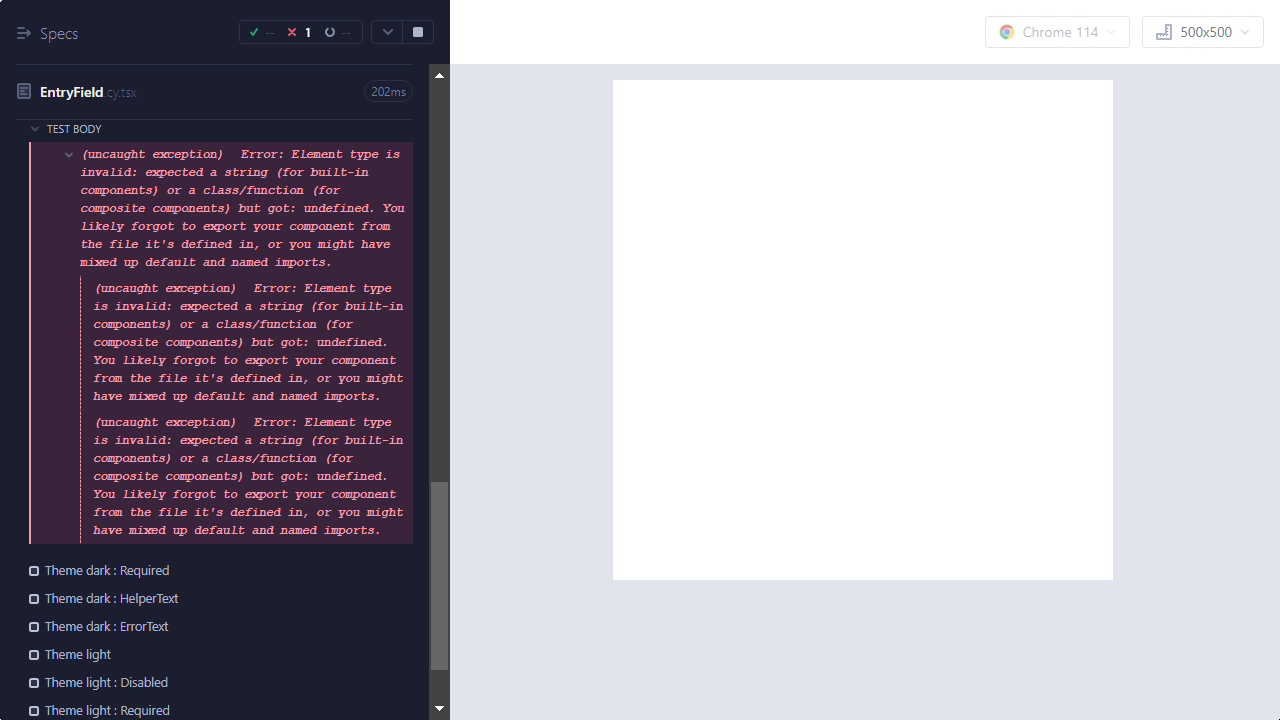 Specs
-- 1 --
Chrome 114
500x500
EntryField.cy.tsx
202ms
TEST BODY
(uncaught exception) Error: Element type is
invalid: expected a string (for built-in
components) or a class/function (for
composite components) but got: undefined. You
likely forgot to export your component from
the file it's defined in, or you might have
mixed up default and named imports.
(uncaught exception) Error: Element type
is invalid: expected a string (for built-in
components) or a class/function (for
composite components) but got: undefined.
You likely forgot to export your component
from the file it's defined in, or you might
have mixed up default and named imports.
(uncaught exception) Error: Element type
is invalid: expected a string (for built-in
components) or a class/function (for
composite components) but got: undefined.
You likely forgot to export your component
from the file it's defined in, or you might
have mixed up default and named imports.
Theme dark : Required
Theme dark : HelperText
Theme dark : ErrorText
Theme light
Theme light : Disabled
Theme light : Required